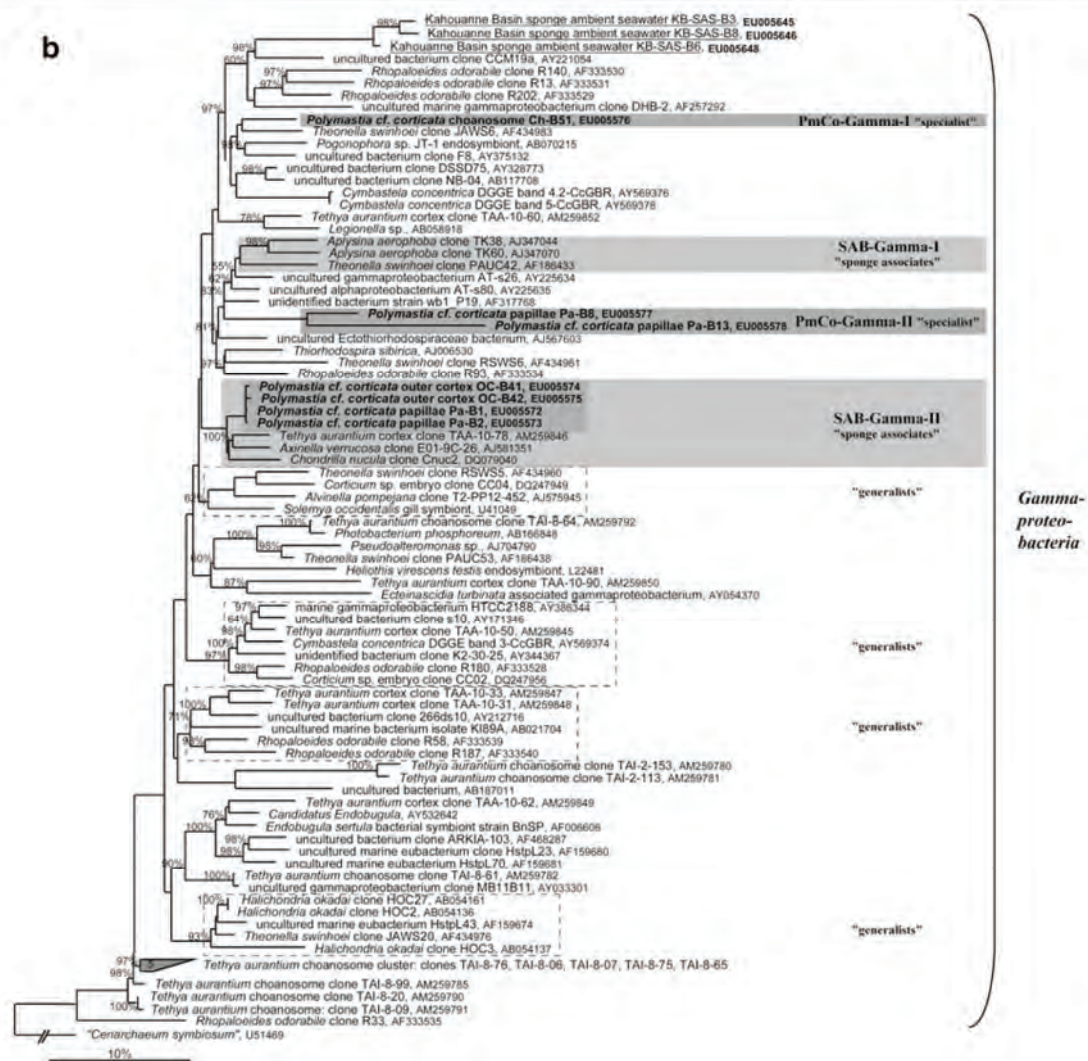 b
98% Kahouanne Basin sponge ambient seawater KB-SAS-B3, EU005645
Kahouanne Basin sponge ambient seawater KB-SAS-B8, EU005646
98% Kahouanne Basin sponge ambient seawater KB-SAS-B6, EU005648
60% uncultured bacterium clone CCM19a, AY221054
97% Rhopaloeides odorabile clone R140, AF333530
97% Rhopaloeides odorabile clone R13, AF333531
97% Rhopaloeides odorabile clone R202, AF333529
97% uncultured marine gammaproteobacterium clone DHB-2, AF257292
Polymastia cf. corticata choanosome Ch-B51, EU005576 PmCo-Gamma-I "specialist"
Theonella swinhoei clone JAWS6, AF434983
Pogonophora sp. JT-1 endosymbiont, AB070215
uncultured bacterium clone F8, AY375132
98% uncultured bacterium clone DSSD75, AY328773
uncultured bacterium clone NB-04, AB117708
Cymbastela concentrica DGGE band 4.2-CcGBR, AY569376
Cymbastela concentrica DGGE band 5-CcGBR, AY569378
78% Tethya aurantium cortex clone TAA-10-60, AM259852
Legionella sp., AB058918
98% Aplysina aerophoba clone TK38, AJ347044 SAB-Gamma-I
Aplysina aerophoba clone TK60, AJ347070 "sponge associates"
55% Theonella swinhoei clone PAUC42, AF186433
62% uncultured gammaproteobacterium AT-s26, AY225634
uncultured alphaproteobacterium AT-s80, AY225635
unidentified bacterium strain wb1_P19, AF317768
Polymastia cf. corticata papillae Pa-B8, EU005577
Polymastia cf. corticata papillae Pa-B13, EU005578 PmCo-Gamma-II "specialist"
81% uncultured Ectothiorhodospiraceae bacterium, AJ567603
Thiorhodospira sibirica, AJ006530
97% Theonella swinhoei clone RSWS6, AF434961
Rhopaloeides odorabile clone R93, AF333534
Polymastia cf. corticata outer cortex OC-B41, EU005574
Polymastia cf. corticata outer cortex OC-B42, EU005575
Polymastia cf. corticata papillae Pa-B1, EU005572 SAB-Gamma-II
Polymastia cf. corticata papillae Pa-B2, EU005573 "sponge associates"
100% Tethya aurantium cortex clone TAA-10-78, AM259846
Axinella verrucosa clone E01-9C-26, AJ581351
Chondrilla nucula clone Cnuc2, DQ079040
Theonella swinhoei clone RSWS5, AF434960
Corticium sp. embryo clone CC04, DQ247949 "generalists"
Alvinella pompejana clone T2-PP12-452, AJ575945
Solemya occidentalis gill symbiont, U41049
Gamma-
proteo-
bacteria
100% Tethya aurantium choanosome clone TAI-8-64, AM259792
100% Photobacterium phosphoreum, AB166848
98% Pseudoalteromonas sp., AJ704790
Theonella swinhoei clone PAUC53, AF186438
60% Heliothis virescens testis endosymbiont, L22481
87% Tethya aurantium cortex clone TAA-10-90, AM259850
Ecteinascidia turbinata associated gammaproteobacterium, AY054370
97% marine gammaproteobacterium HTCC2188, AY386344
64% uncultured bacterium clone s10, AY171346
98% Tethya aurantium cortex clone TAA-10-50, AM259845
100% Cymbastela concentrica DGGE band 3-CcGBR, AY569374 "generalists"
97% unidentified bacterium clone K2-30-25, AY344367
98% Rhopaloeides odorabile clone R180, AF333528
Corticium sp. embryo clone CC02, DQ247956
Tethya aurantium cortex clone TAA-10-33, AM259847
100% Tethya aurantium cortex clone TAA-10-31, AM259848
71% uncultured bacterium clone 266ds10, AY212716 "generalists"
uncultured marine bacterium isolate KI89A, AB021704
Rhopaloeides odorabile clone R58, AF333539
Rhopaloeides odorabile clone R187, AF333540
100% Tethya aurantium choanosome clone TAI-2-153, AM259780
Tethya aurantium choanosome clone TAI-2-113, AM259781
uncultured bacterium, AB187011
Tethya aurantium cortex clone TAA-10-62, AM259849
76% Candidatus Endobugula, AY532642
100% Endobugula sertula bacterial symbiont strain BnSP, AF006606
98% uncultured bacterium clone ARKIA-103, AF468287
98% uncultured marine eubacterium clone HstpL23, AF159680
uncultured marine eubacterium HstpL70, AF159681
90% 100% Tethya aurantium choanosome clone TAI-8-61, AM259782
uncultured gammaproteobacterium clone MB11B11, AY033301
100% Halichondria okadai clone HOC27, AB054161
Halichondria okadai clone HOC2, AB054136
uncultured marine eubacterium HstpL43, AF159674 "generalists"
93% Theonella swinhoei clone JAWS20, AF434976
Halichondria okadai clone HOC3, AB054137
97% 5 Tethya aurantium choanosome cluster: clones TAI-8-76, TAI-8-06, TAI-8-07, TAI-8-75, TAI-8-65
98% Tethya aurantium choanosome clone TAI-8-99, AM259785
Tethya aurantium choanosome clone TAI-8-20, AM259790
100% Tethya aurantium choanosome: clone TAI-8-09, AM259791
Rhopaloeides odorabile clone R33, AF333535
"Cenarchaeum symbiosum", U51469
10%